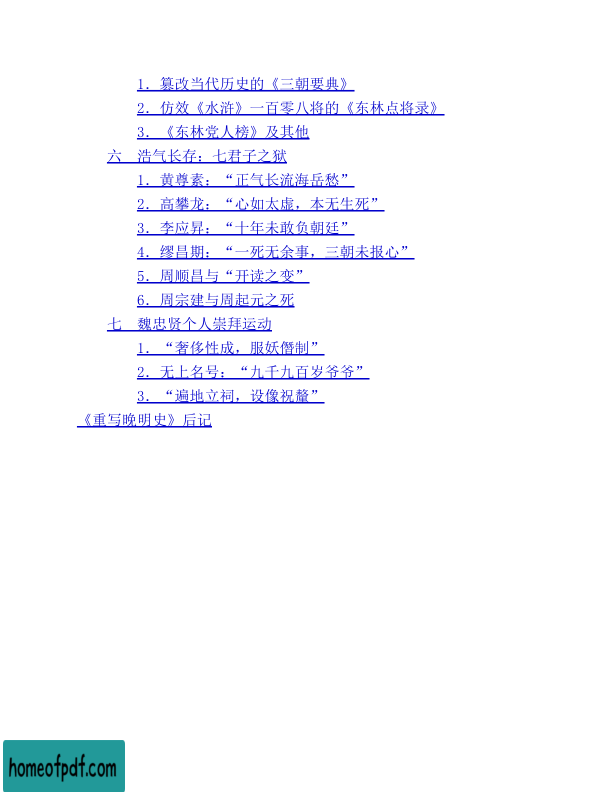 1．篡改当代历史的《三朝要典》
2．仿效《水浒》一百零八将的《东林点将录》
3．《东林党人榜》及其他
六　浩气长存：七君子之狱
1．黄尊素：“正气长流海岳愁”
2．高攀龙：“心如太虚，本无生死”
3．李应昇：“十年未敢负朝廷”
4．缪昌期：“一死无余事，三朝未报心”
5．周顺昌与“开读之变”
6．周宗建与周起元之死
七　魏忠贤个人崇拜运动
1．“奢侈性成，服妖僭制”
2．无上名号：“九千九百岁爷爷”
3．“遍地立祠，设像祝釐”
《重写晚明史》后记
homeofpdf.com